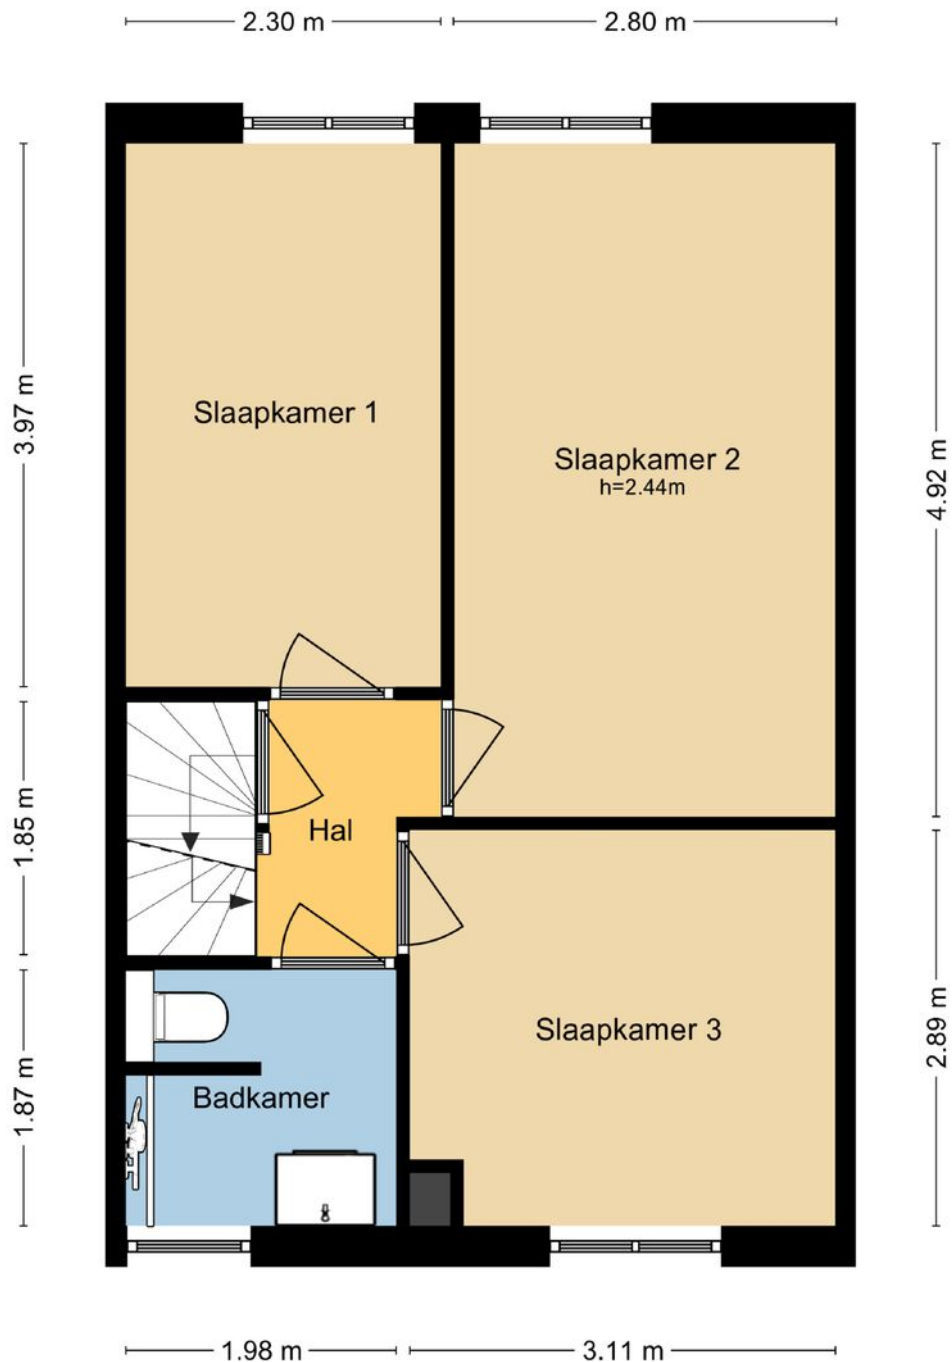 2.30 m
2.80 m
3.97 m
Slaapkamer 1
Slaapkamer 2
h=2.44m
4.92 m
1.85 m
Hal
1.87 m
Badkamer
Slaapkamer 3
2.89 m
1.98 m
3.11 m